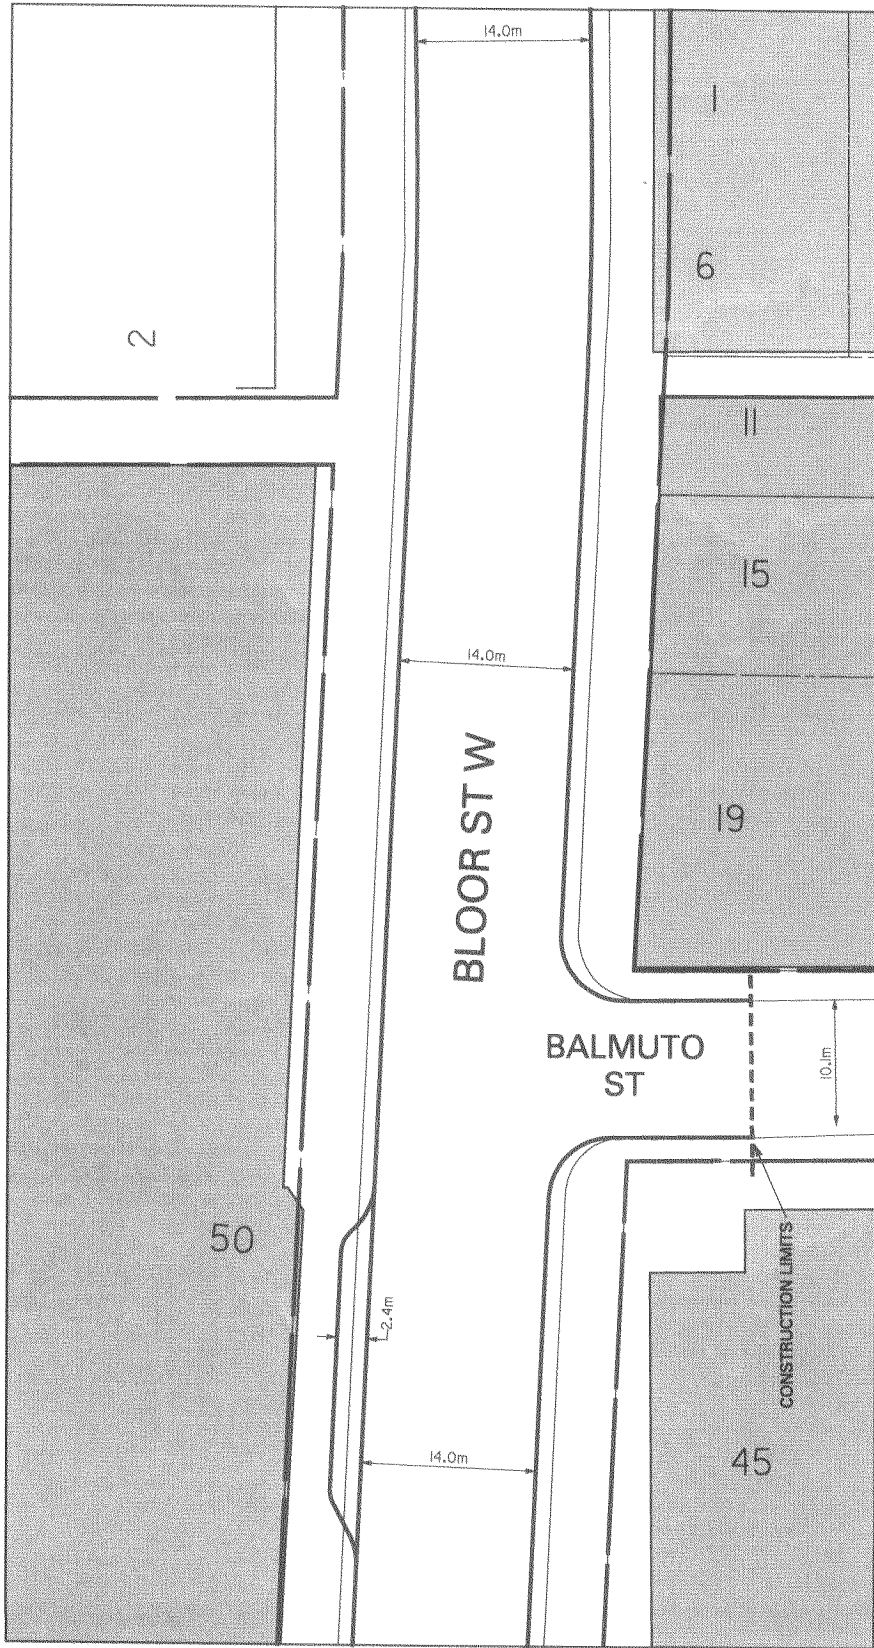 14.0m
1
6
2
11
15
14.0m
BLOOR ST W
19
BALMUTO
ST
10.1m
50
CONSTRUCTION LIMITS
2.4m
14.0m
45